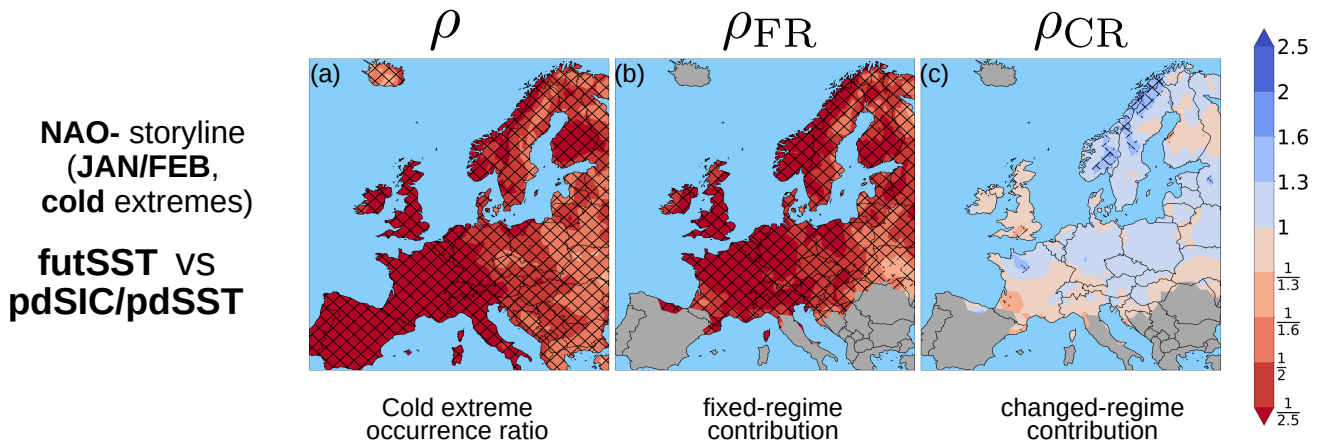 ρ
ρFR
ρCR
(a)
(b)
(c)
NAO- storyline
(JAN/FEB,
cold extremes)
futSST vs
pdSIC/pdSST
2.5
2
1.6
1.3
1
1/1.3
1/1.6
1/2
1/2.5
Cold extreme
occurrence ratio
fixed-regime
contribution
changed-regime
contribution